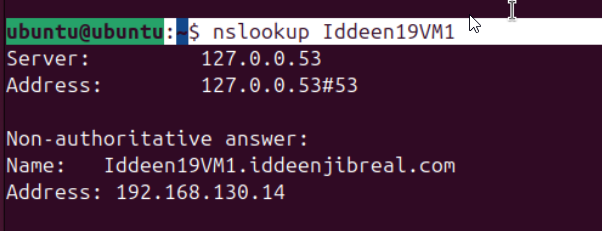 ubuntu@ubuntu:~$ nslookup Iddeen19VM1
Server:         127.0.0.53
Address:        127.0.0.53#53

Non-authoritative answer:
Name:   Iddeen19VM1.iddeenjibreal.com
Address: 192.168.130.14